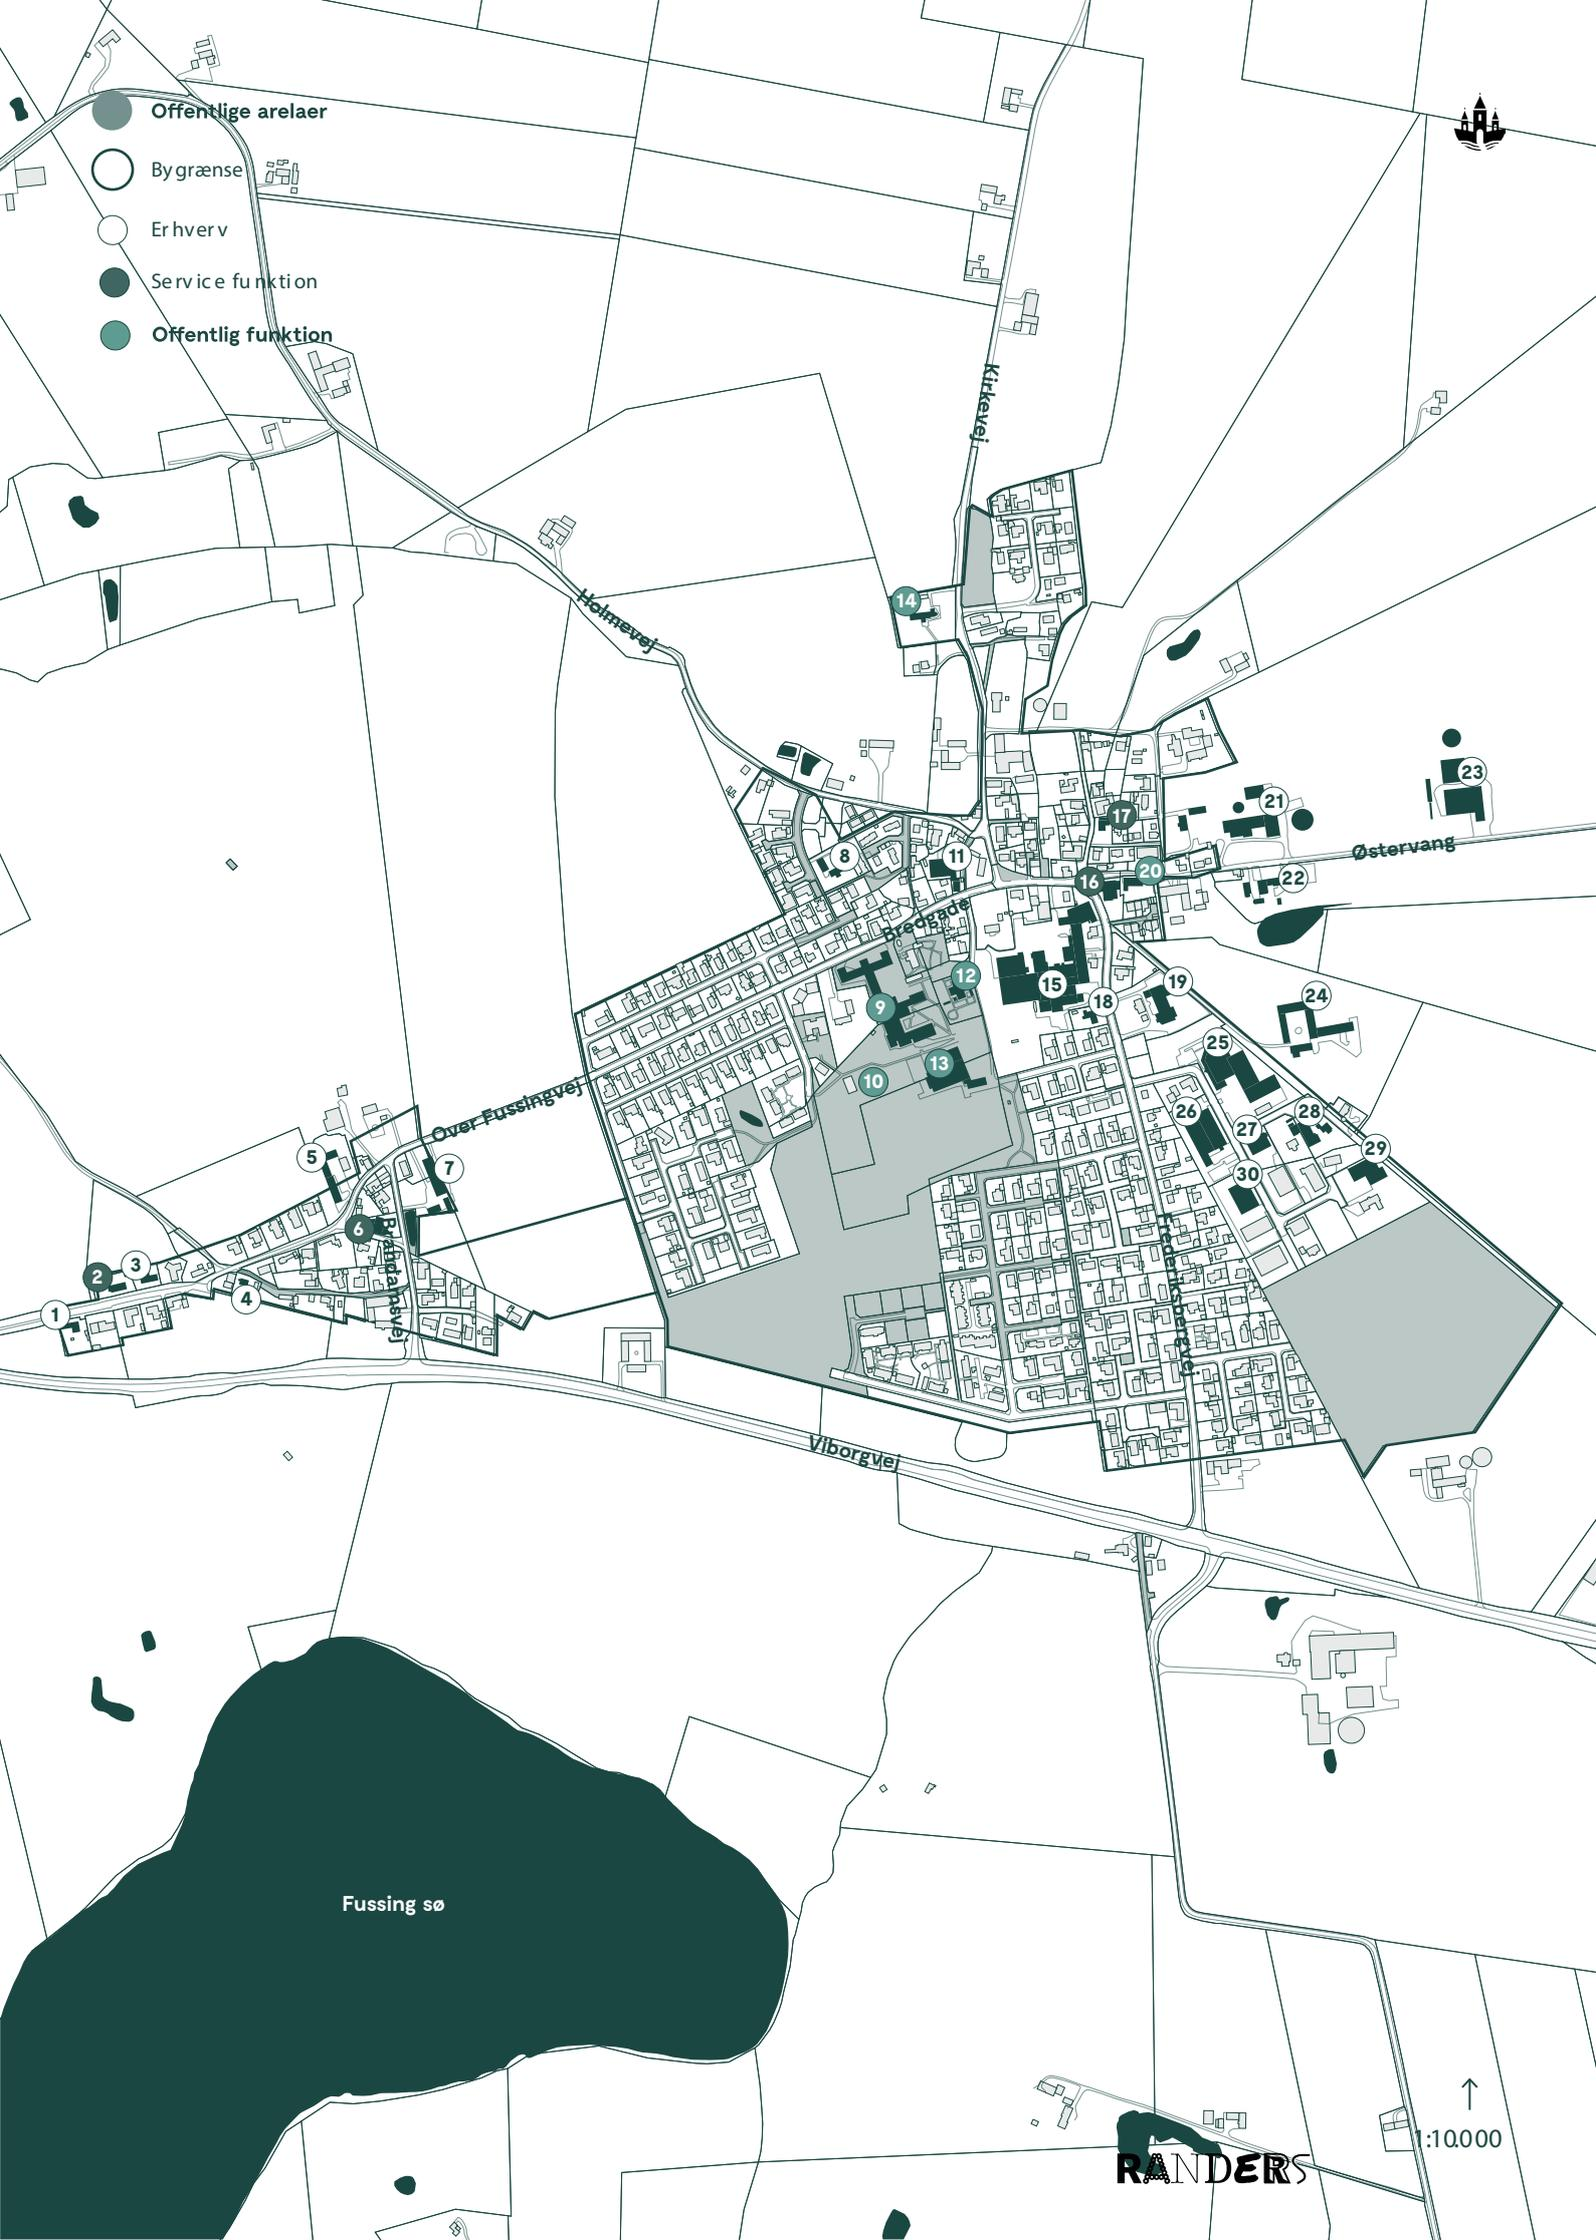 Offentlige arelaer
Bygrænse
Erhverv
Service funktion
Offentlig funktion
Kirkevej
Holmevej
14
23
21
17
Østervang
8
11
20
22
16
Bredgade
12
15
19
24
9
18
25
13
10
Over Fussingvej
26
28
27
29
5
7
30
6
Brandamsvej
Frederiksbergvej
3
2
4
1
Viborgvej
Fussing sø
1:10.000
RANDERS